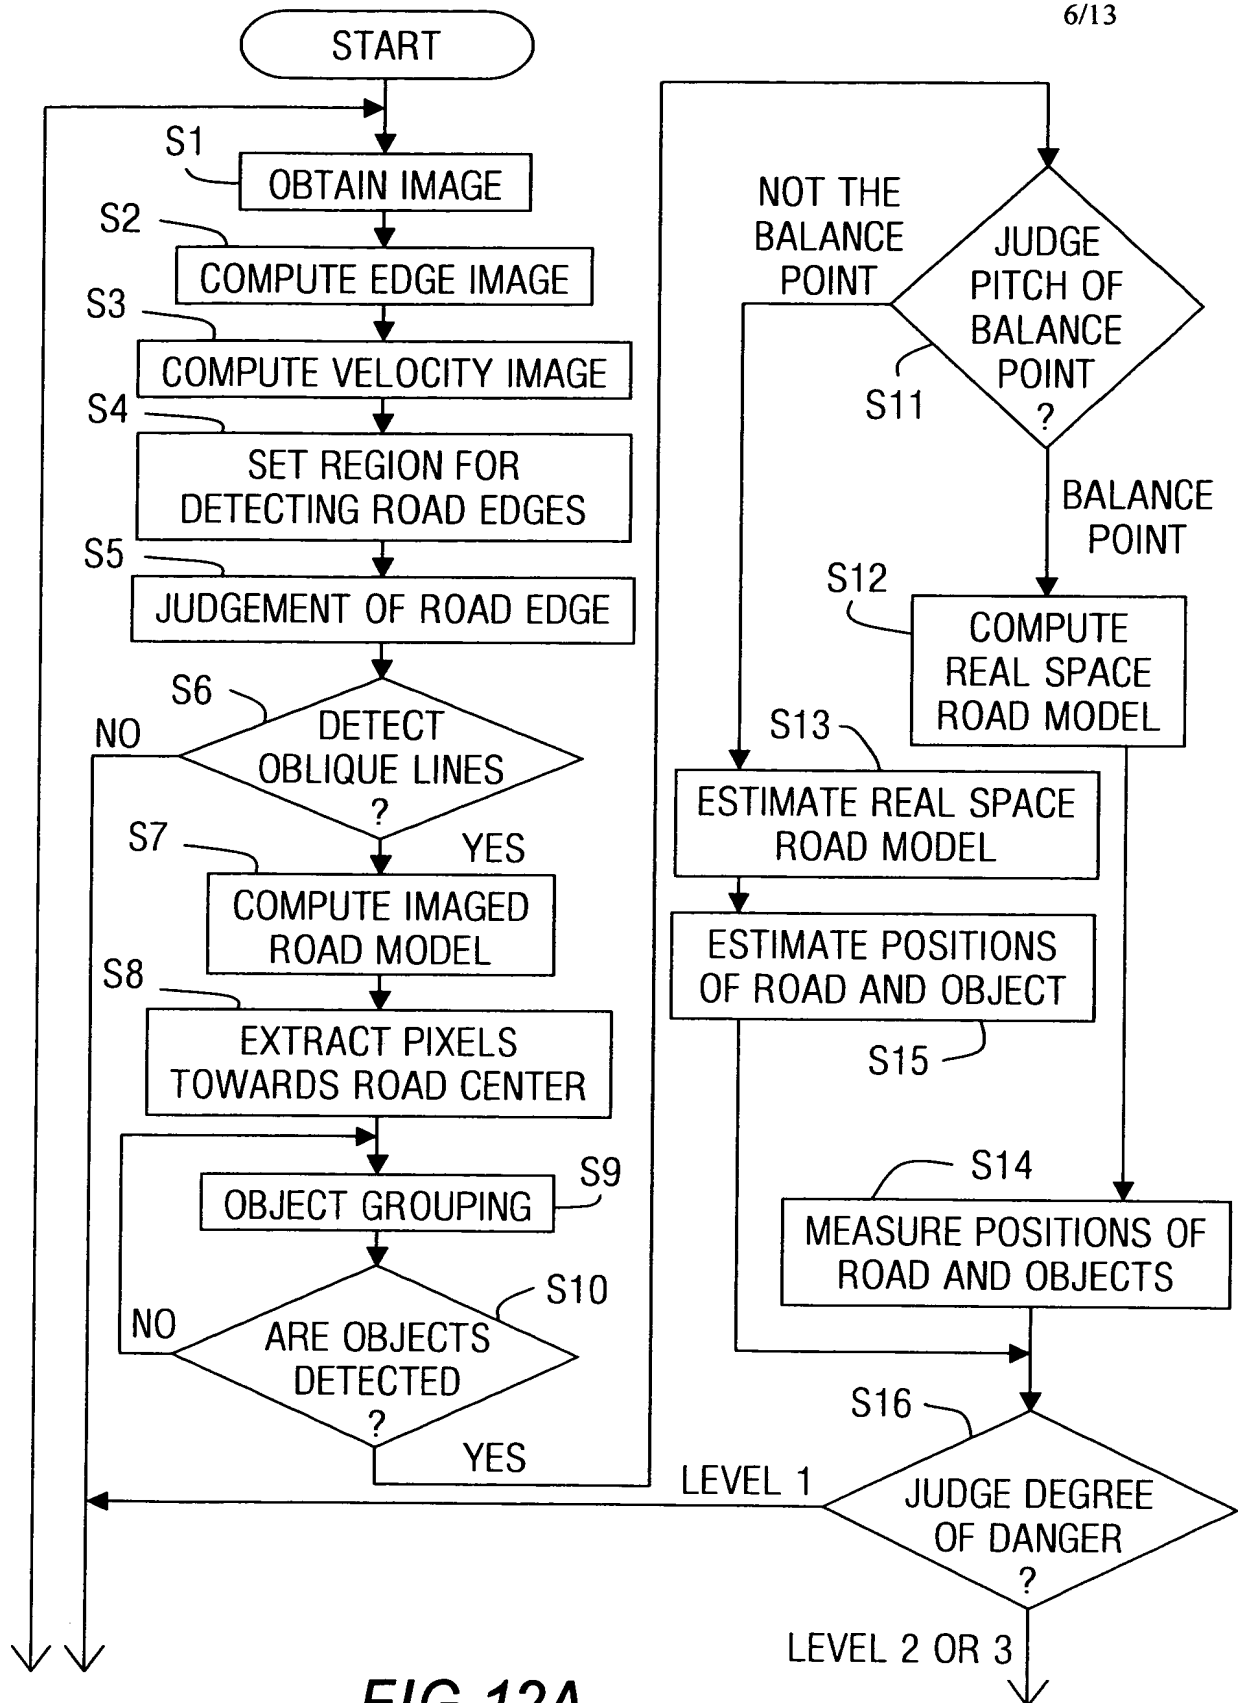 6/13
START
S1
OBTAIN IMAGE
S2
COMPUTE EDGE IMAGE
S3
COMPUTE VELOCITY IMAGE
S4
SET REGION FOR
DETECTING ROAD EDGES
S5
JUDGEMENT OF ROAD EDGE
S6
DETECT
OBLIQUE LINES
?
NO
YES
S7
COMPUTE IMAGED
ROAD MODEL
S8
EXTRACT PIXELS
TOWARDS ROAD CENTER
S9
OBJECT GROUPING
S10
ARE OBJECTS
DETECTED
?
NO
YES
NOT THE
BALANCE
POINT
JUDGE
PITCH OF
BALANCE
POINT
?
S11
BALANCE
POINT
S12
COMPUTE
REAL SPACE
ROAD MODEL
S13
ESTIMATE REAL SPACE
ROAD MODEL
ESTIMATE POSITIONS
OF ROAD AND OBJECT
S15
S14
MEASURE POSITIONS OF
ROAD AND OBJECTS
S16
JUDGE DEGREE
OF DANGER
?
LEVEL 1
LEVEL 2 OR 3
FIG 12A